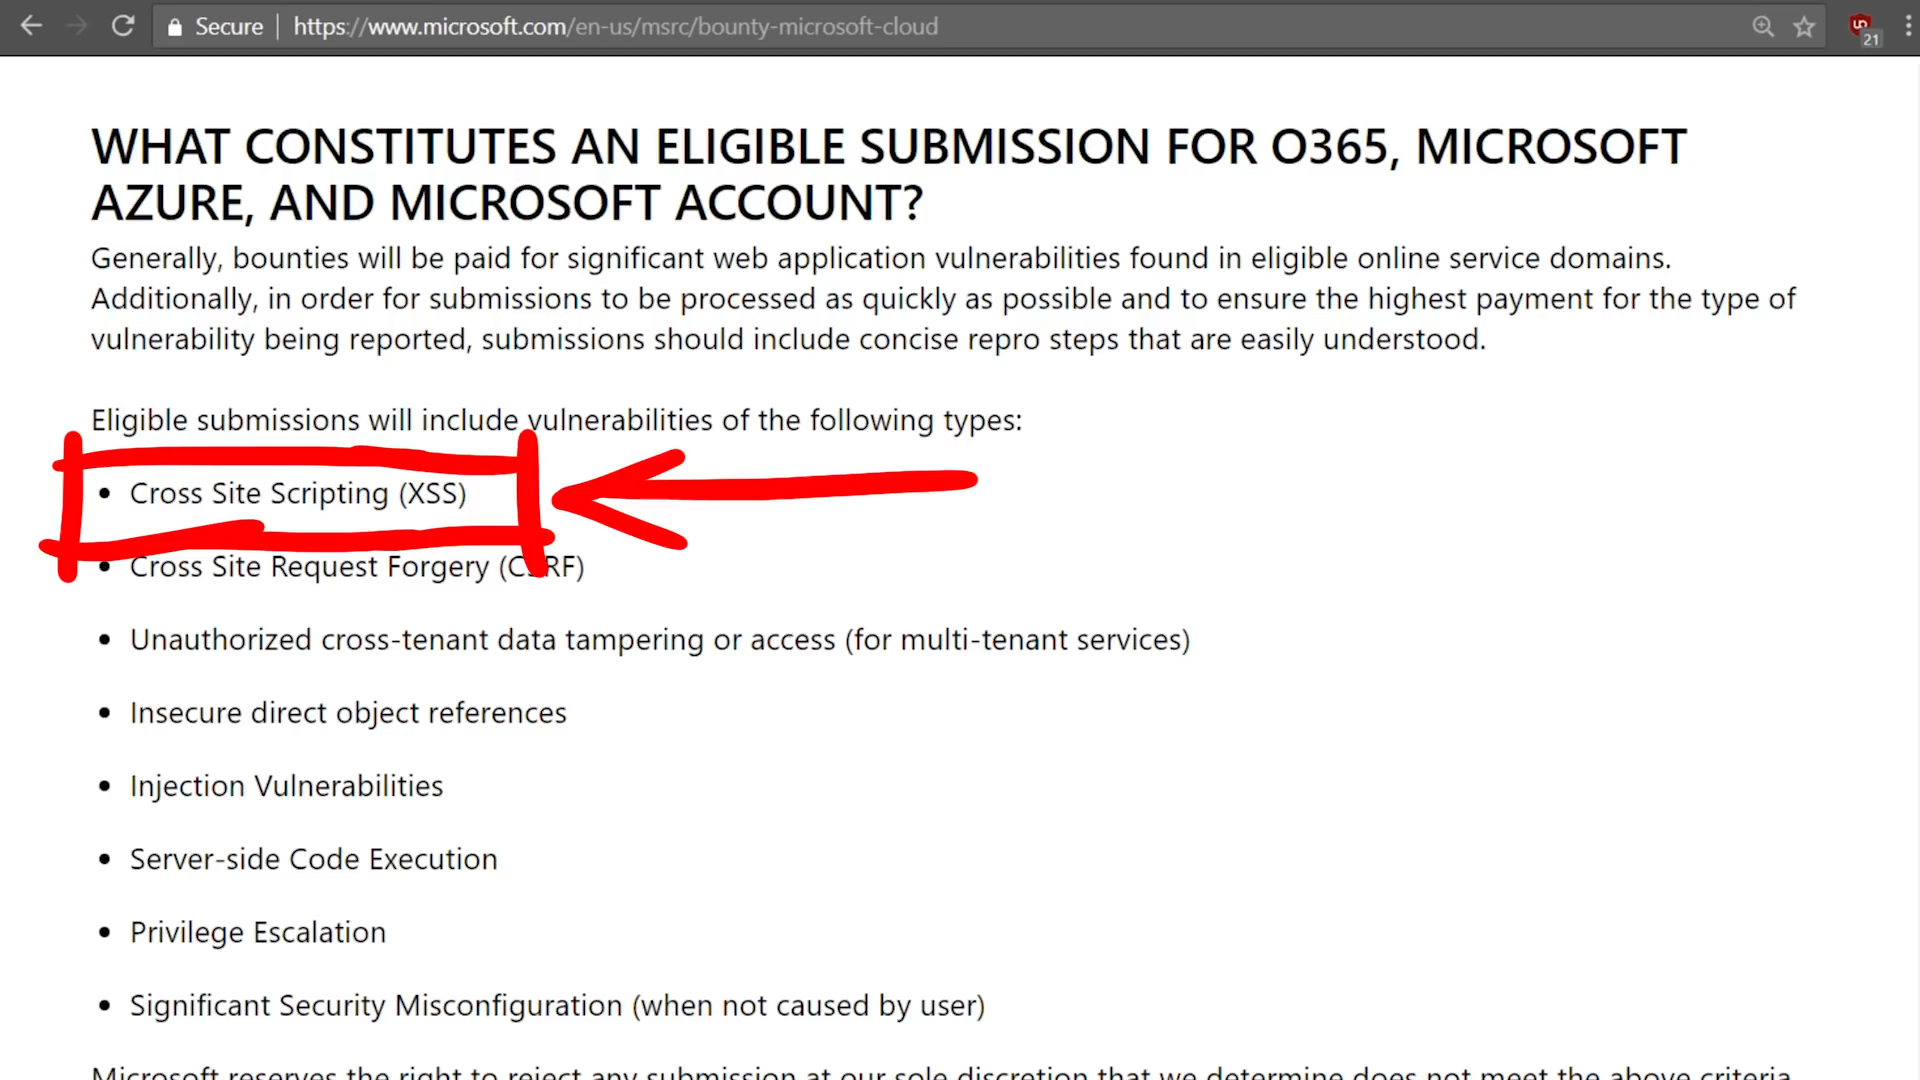 Secure https://www.microsoft.com/en-us/msrc/bounty-microsoft-cloud
21
WHAT CONSTITUTES AN ELIGIBLE SUBMISSION FOR O365, MICROSOFT
AZURE, AND MICROSOFT ACCOUNT?
Generally, bounties will be paid for significant web application vulnerabilities found in eligible online service domains.
Additionally, in order for submissions to be processed as quickly as possible and to ensure the highest payment for the type of
vulnerability being reported, submissions should include concise repro steps that are easily understood.
Eligible submissions will include vulnerabilities of the following types:
• Cross Site Scripting (XSS)
• Cross Site Request Forgery (CSRF)
• Unauthorized cross-tenant data tampering or access (for multi-tenant services)
• Insecure direct object references
• Injection Vulnerabilities
• Server-side Code Execution
• Privilege Escalation
• Significant Security Misconfiguration (when not caused by user)
Microsoft reserves the right to reject any submission at our sole discretion that we determine does not meet the above criteria